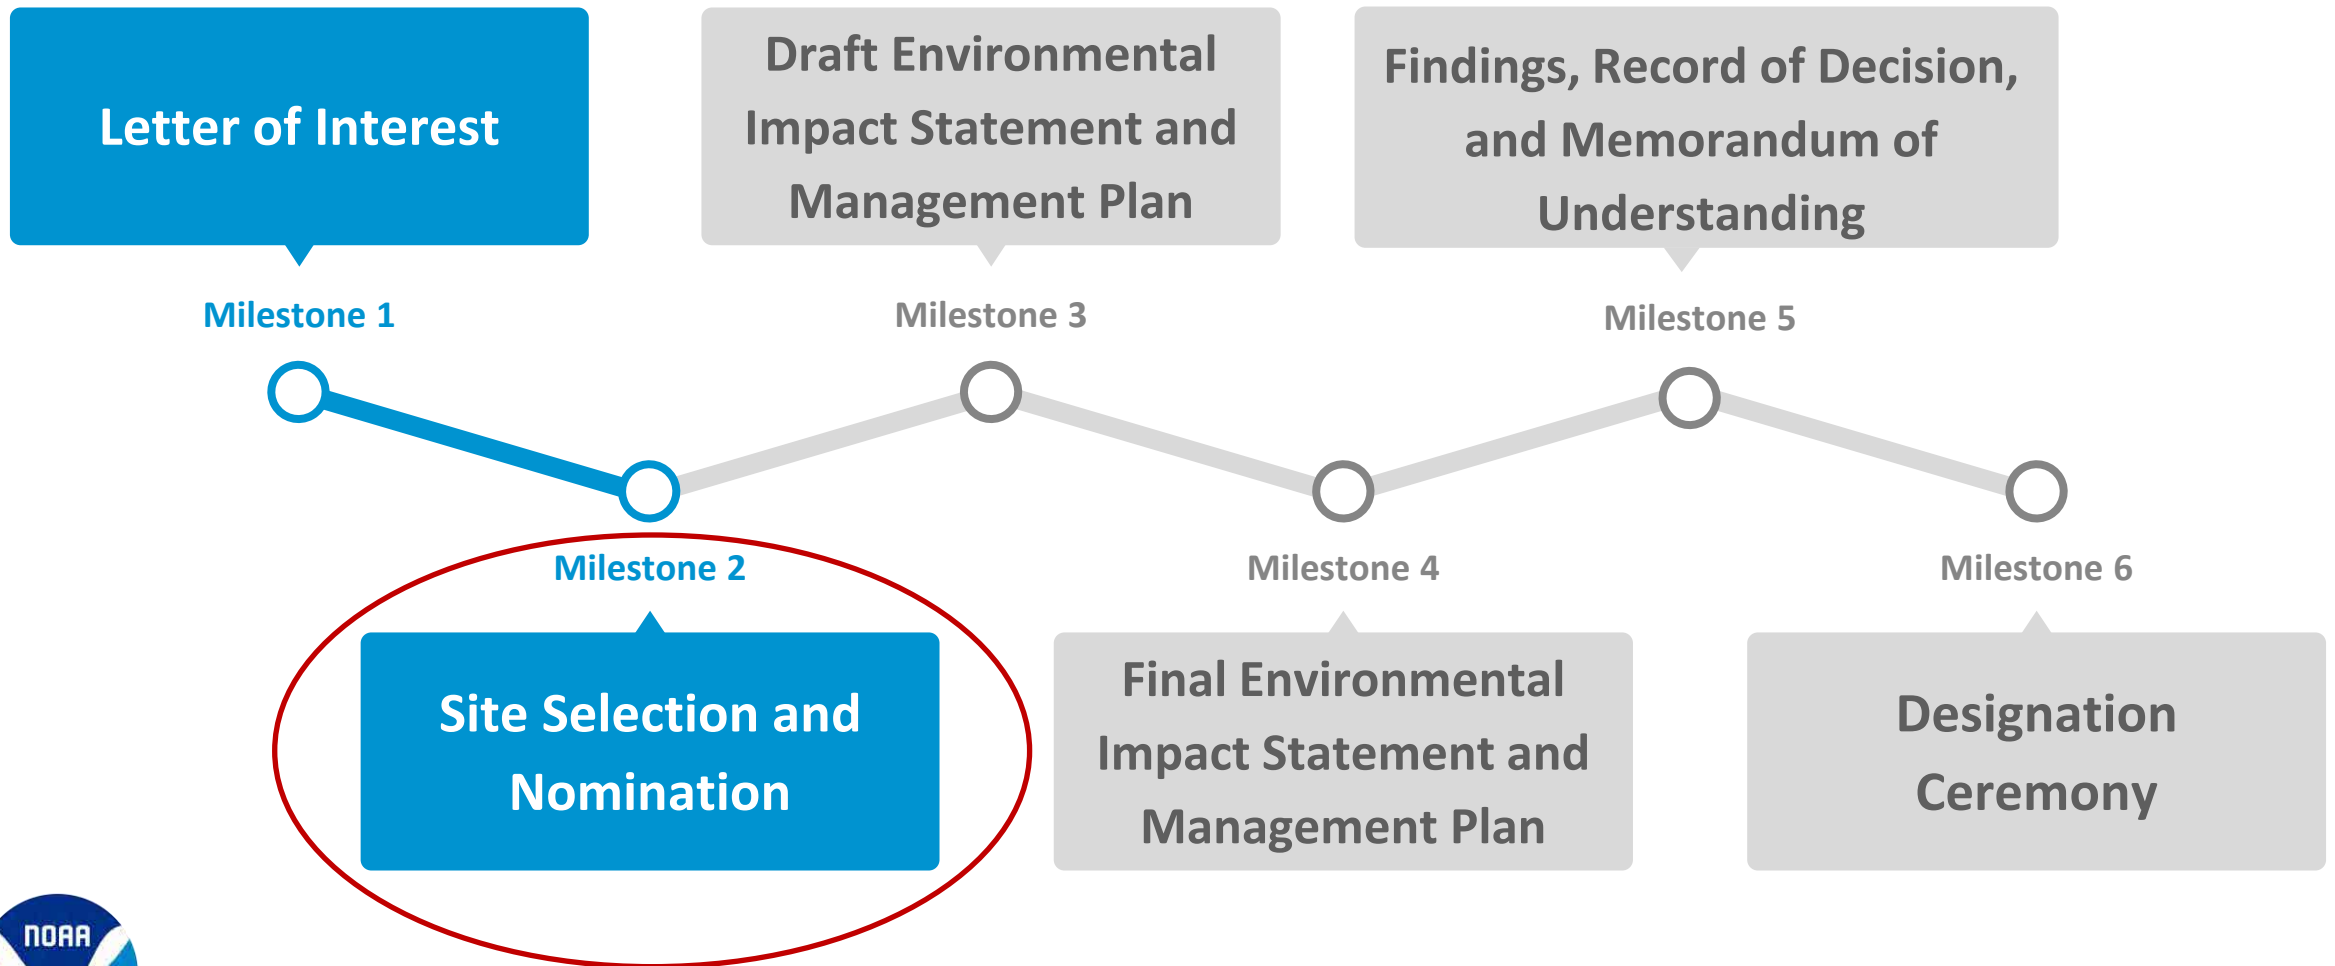 Letter of Interest
Milestone 1
Milestone 2
Site Selection and
Nomination
Draft Environmental
Impact Statement and
Management Plan
Milestone 3
Milestone 4
Final Environmental
Impact Statement and
Management Plan
Findings, Record of Decision,
and Memorandum of
Understanding
Milestone 5
Milestone 6
Designation
Ceremony
NOAA